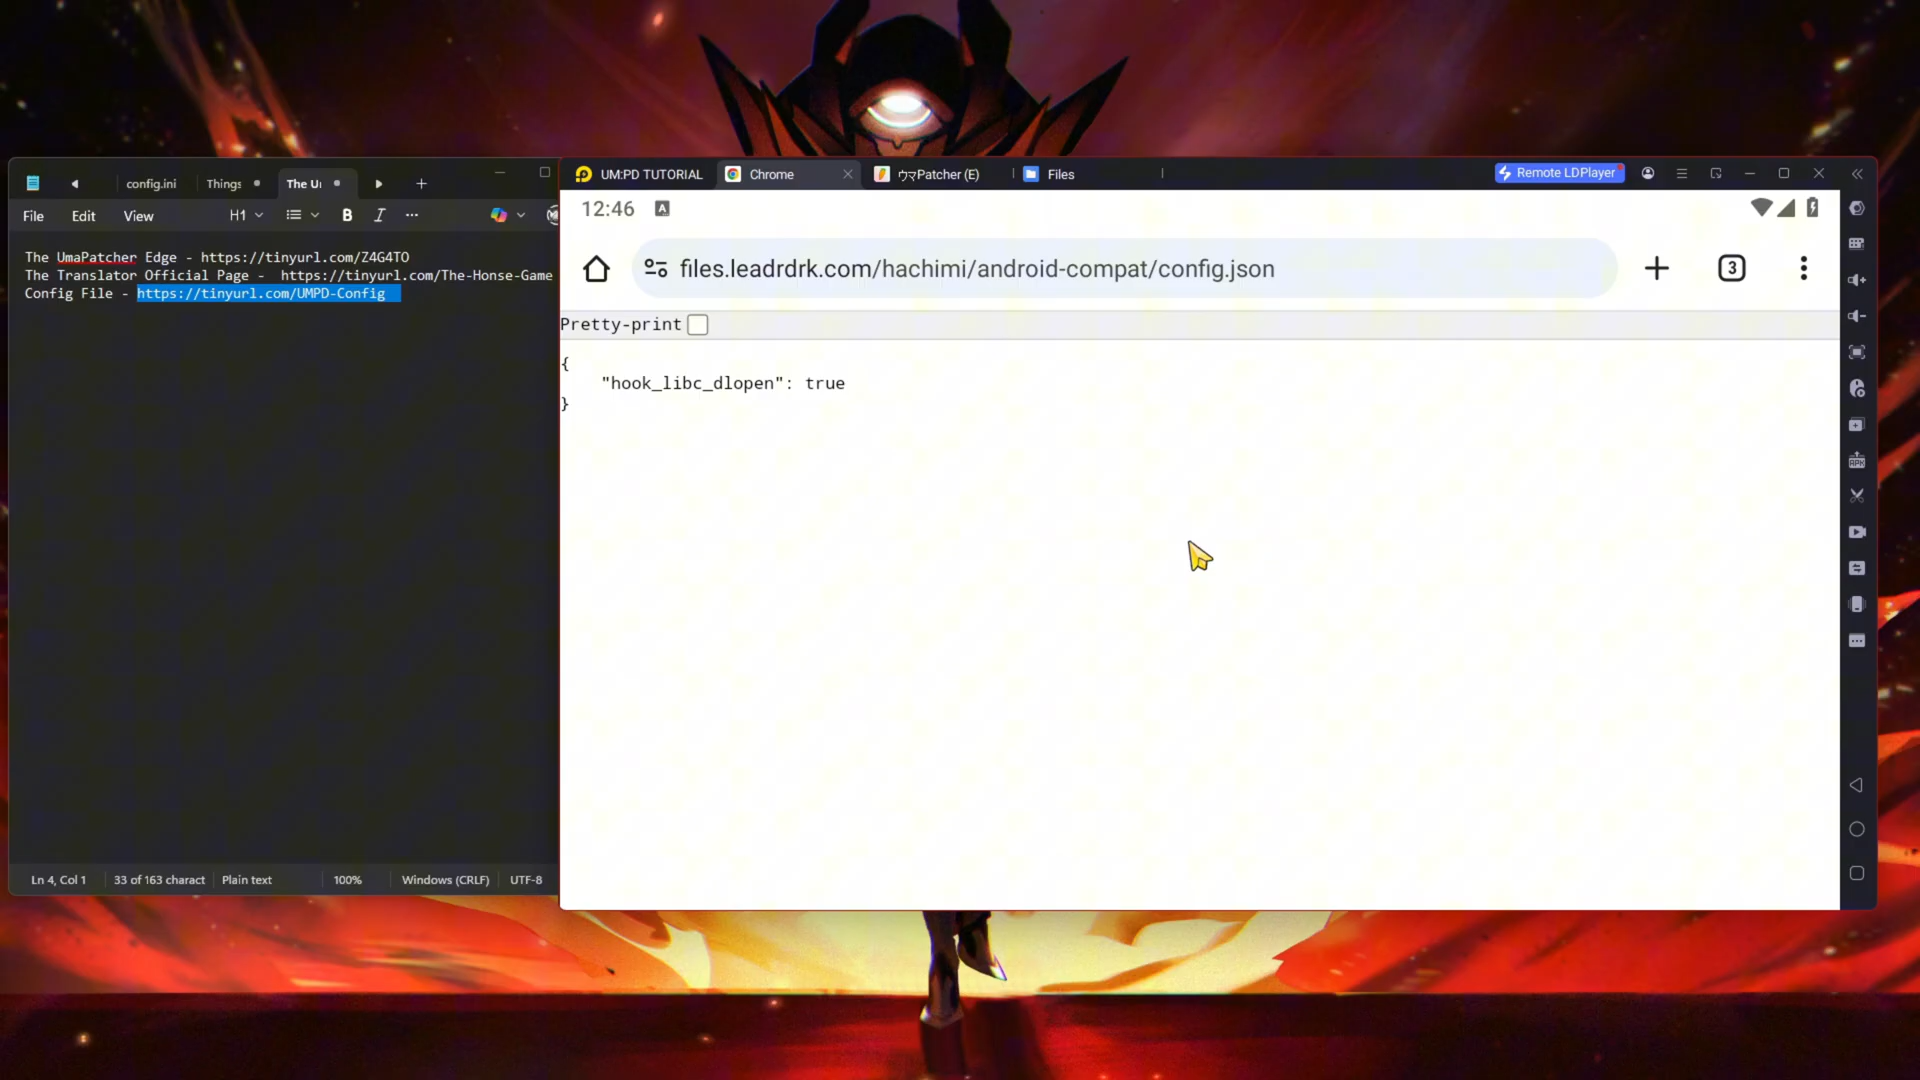 config.ini
Things
The Uı
File
Edit
View
H1
B
I
The UmaPatcher Edge - https://tinyurl.com/Z4G4TO
The Translator Official Page -  https://tinyurl.com/The-Honse-Game
Config File - https://tinyurl.com/UMPD-Config
Ln 4, Col 1
33 of 163 charact
Plain text
100%
Windows (CRLF)
UTF-8
UM:PD TUTORIAL
Chrome
ウマPatcher (E)
Files
Remote LDPlayer
12:46
A
files.leadrdrk.com/hachimi/android-compat/config.json
3
Pretty-print
{
"hook_libc_dlopen": true
}